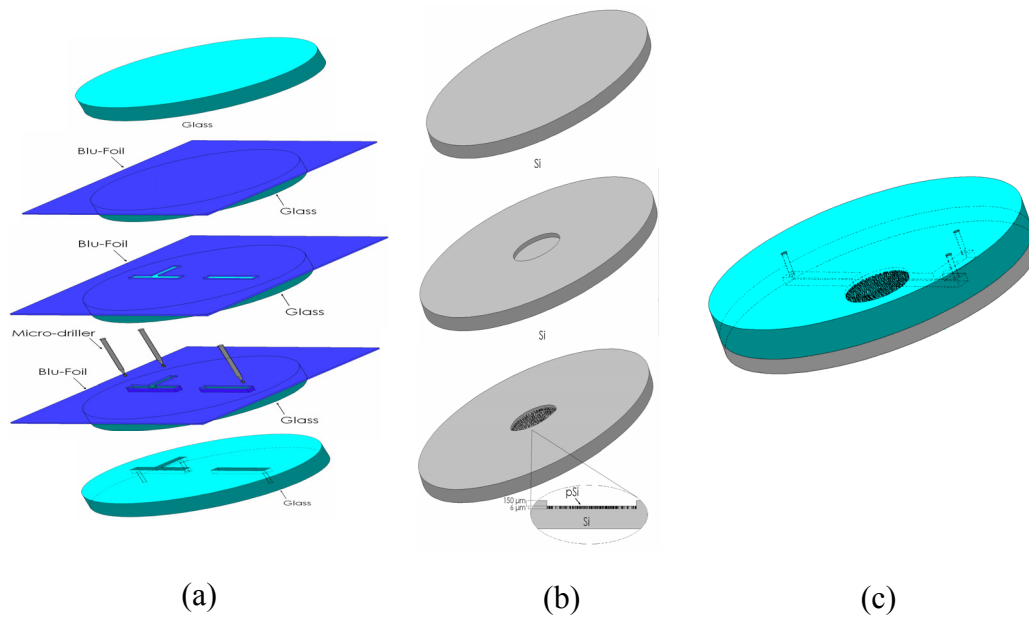 Glass
Blu-Foil
Glass
Blu-Foil
Glass
Micro-driller
Blu-Foil
Glass
Glass
(a)
Si
Si
pSi
150 µm
6 µm
Si
(b)
(c)